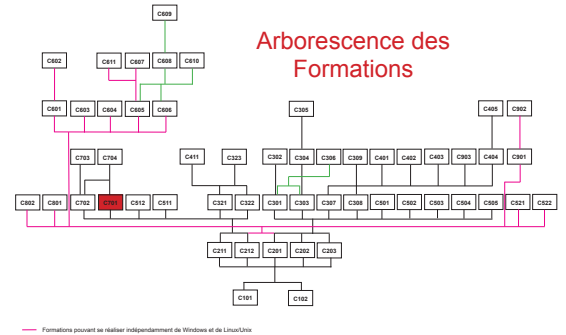 C609
Arborescence des
Formations
C602 C611 C607 C608 C610
C601 C603 C604 C605 C606
C305 C405 C902
C703 C704 C411 C323 C302 C304 C306 C309 C401 C402 C403 C903 C404 C901
C802 C801 C702 C701 C512 C511 C321 C322 C301 C303 C307 C308 C501 C502 C503 C504 C505 C521 C522
C211 C212 C201 C202 C203
C101 C102
Formations pouvant se réaliser indépendamment de Windows et de Linux/Unix